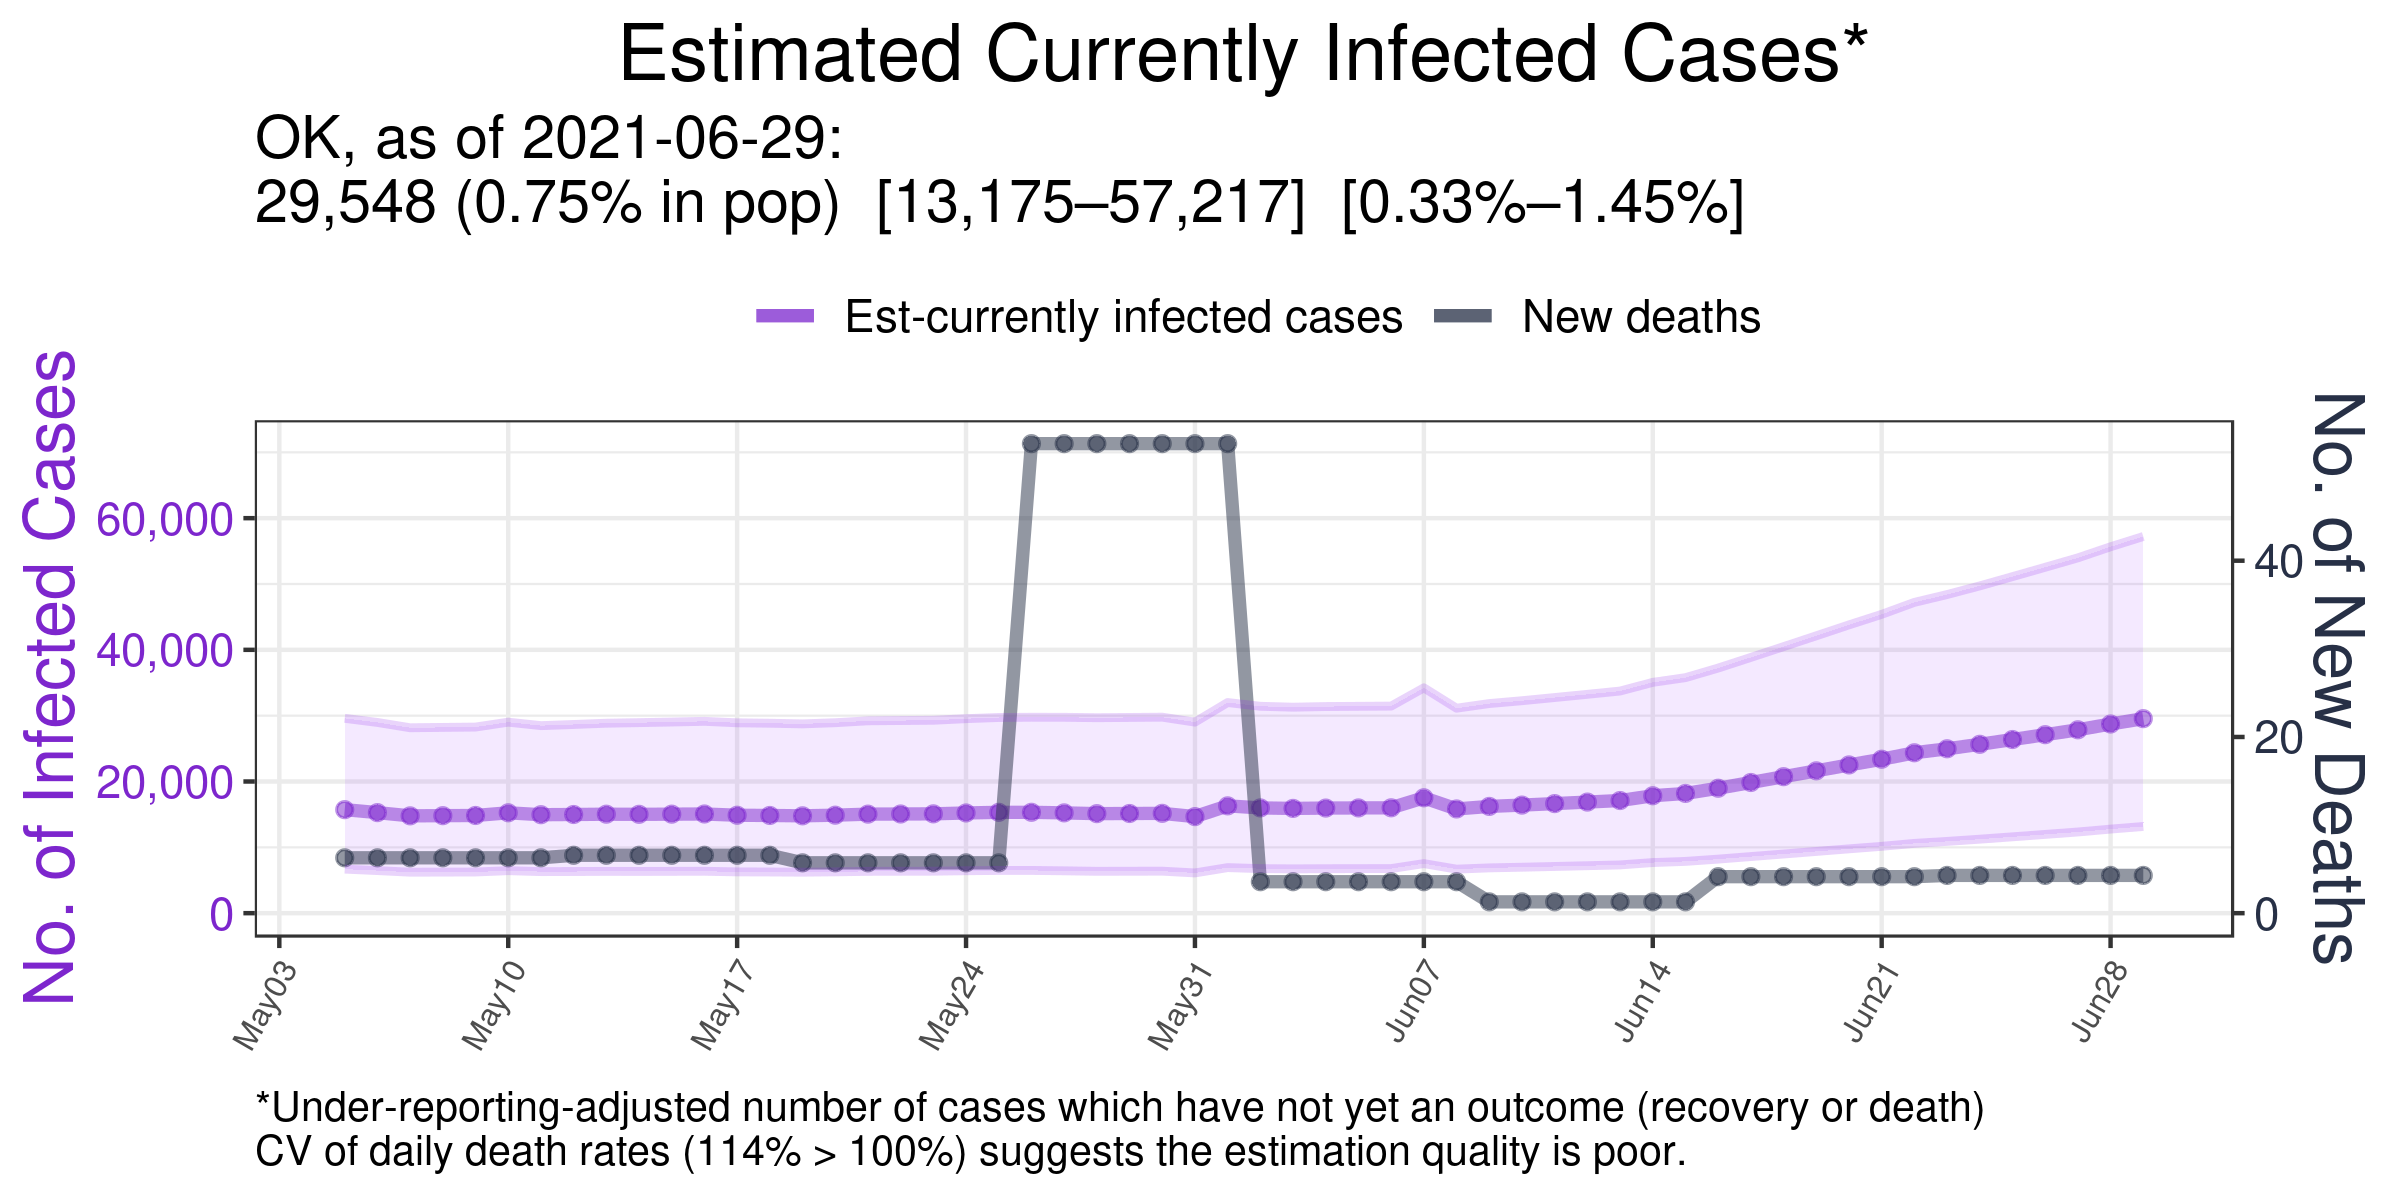 Estimated Currently Infected Cases*
OK, as of 2021-06-29:
29,548 (0.75% in pop)  [13,175–57,217]  [0.33%–1.45%]
Est-currently infected cases
New deaths
No. of Infected Cases
60,000
40,000
20,000
0
No. of New Deaths
40
20
0
May03
May10
May17
May24
May31
Jun07
Jun14
Jun21
Jun28
*Under-reporting-adjusted number of cases which have not yet an outcome (recovery or death)
CV of daily death rates (114% > 100%) suggests the estimation quality is poor.